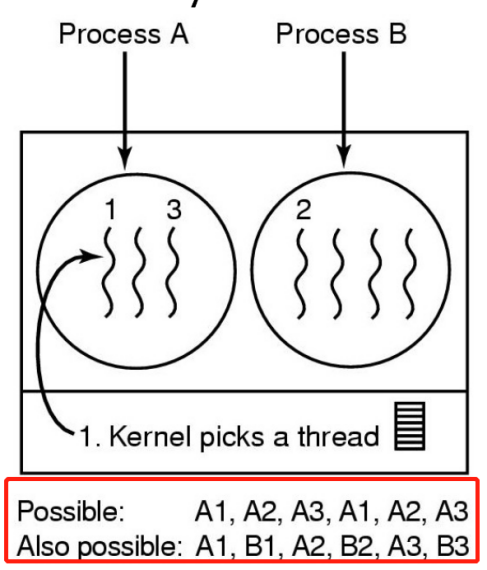 Process A Process B
1 3 2
1. Kernel picks a thread
Possible: A1, A2, A3, A1, A2, A3
Also possible: A1, B1, A2, B2, A3, B3